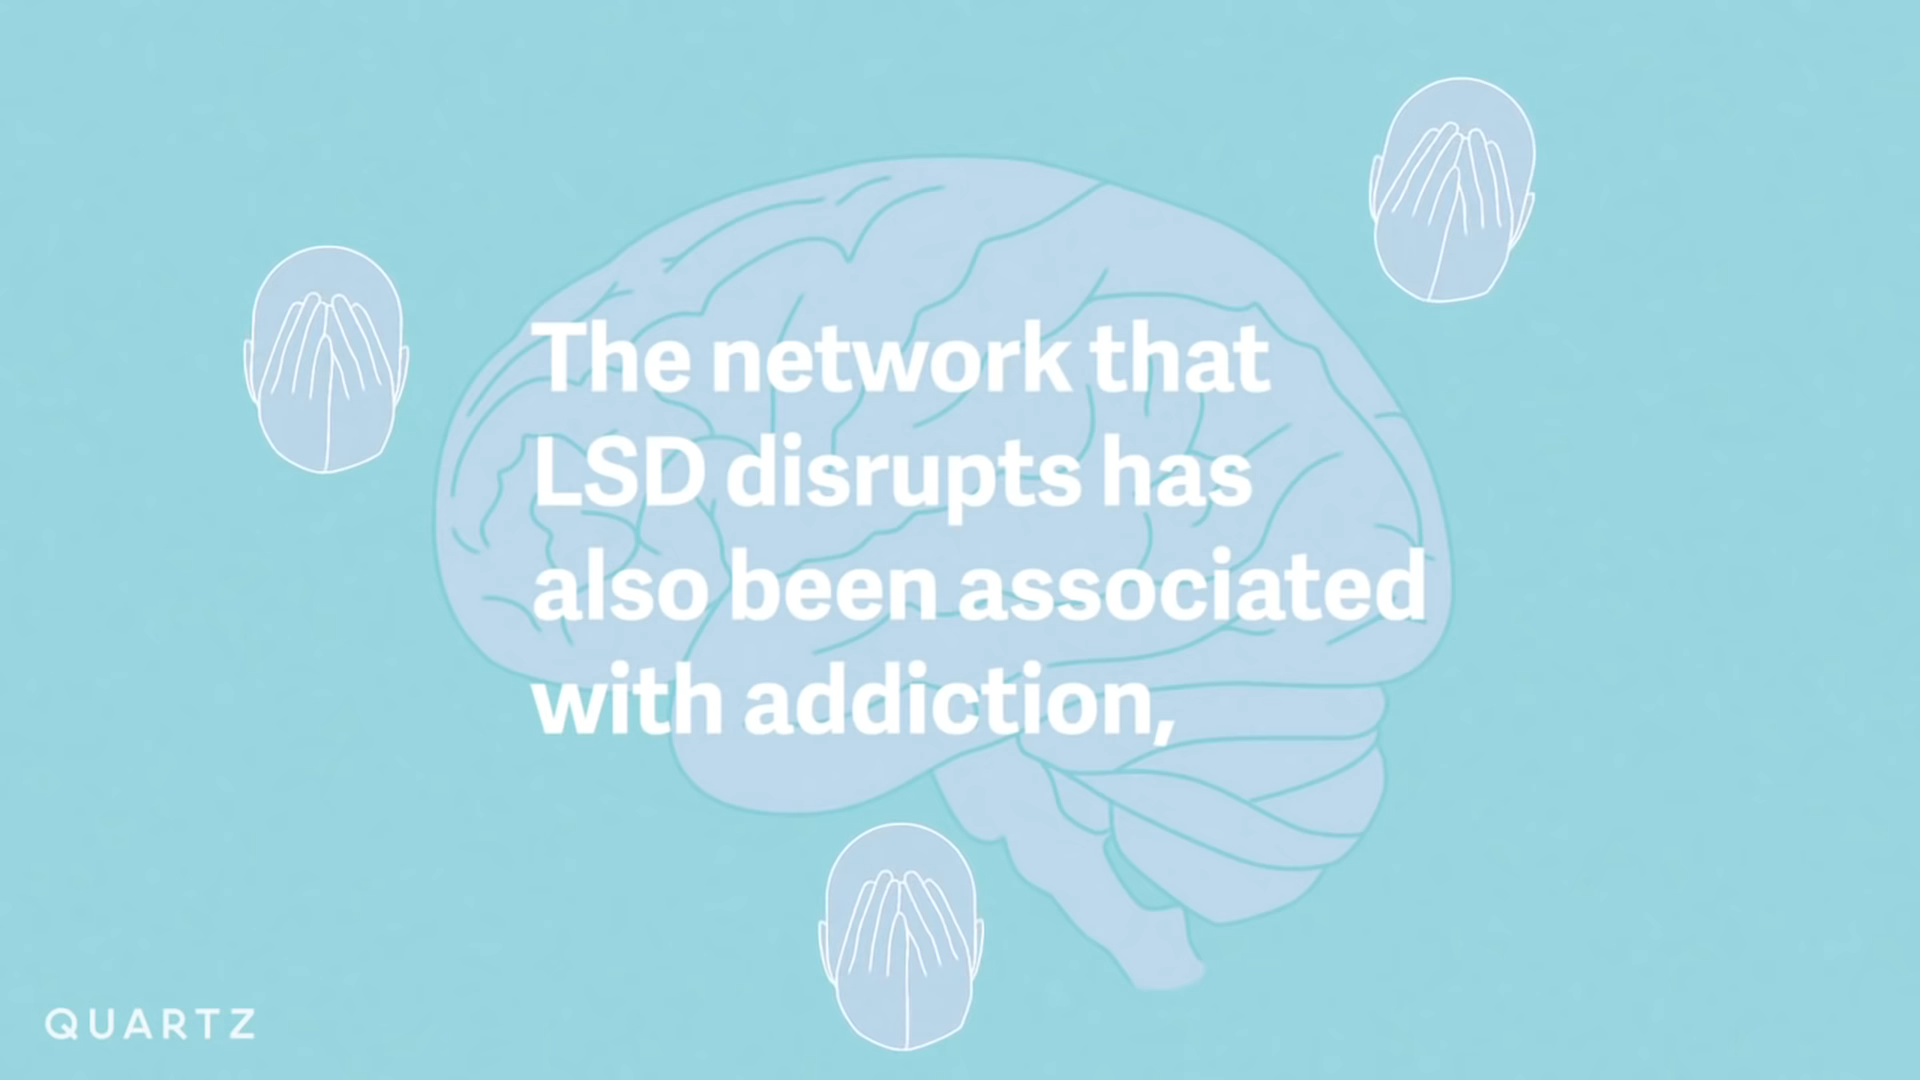 The network that
LSD disrupts has
also been associated
with addiction,
QUARTZ